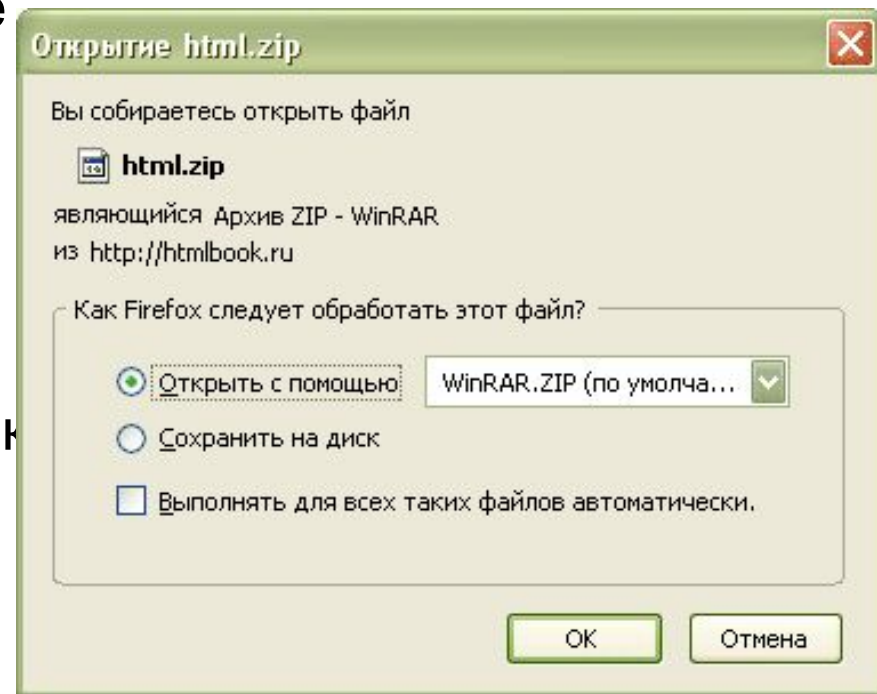 е
Открытие html.zip
Вы собираетесь открыть файл
html.zip
являющийся Архив ZIP - WinRAR
из http://htmlbook.ru
Как Firefox следует обработать этот файл?
Открыть с помощью WinRAR.ZIP (по умолча...
к
Сохранить на диск
Выполнять для всех таких файлов автоматически.
OK Отмена